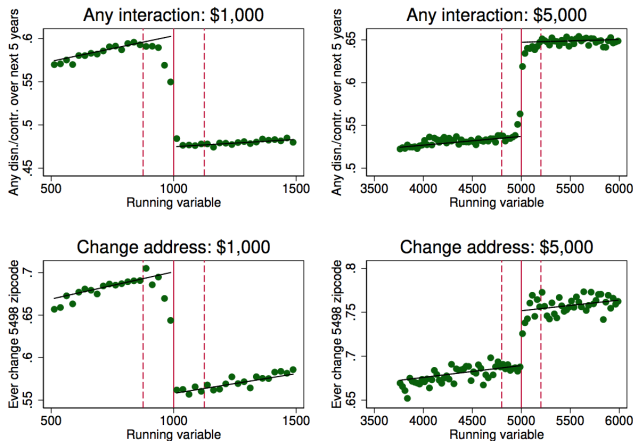 Any interaction: $1,000
Any disn./contr. over next 5 years
.6
.55
.5
.45
500
1000
1500
Running variable
Any interaction: $5,000
Any disn./contr. over next 5 years
.65
.6
.55
.5
3500
4000
4500
5000
5500
6000
Running variable
Change address: $1,000
Ever change 5498 zipcode
.7
.65
.6
.55
500
1000
1500
Running variable
Change address: $5,000
Ever change 5498 zipcode
.8
.75
.7
.65
3500
4000
4500
5000
5500
6000
Running variable